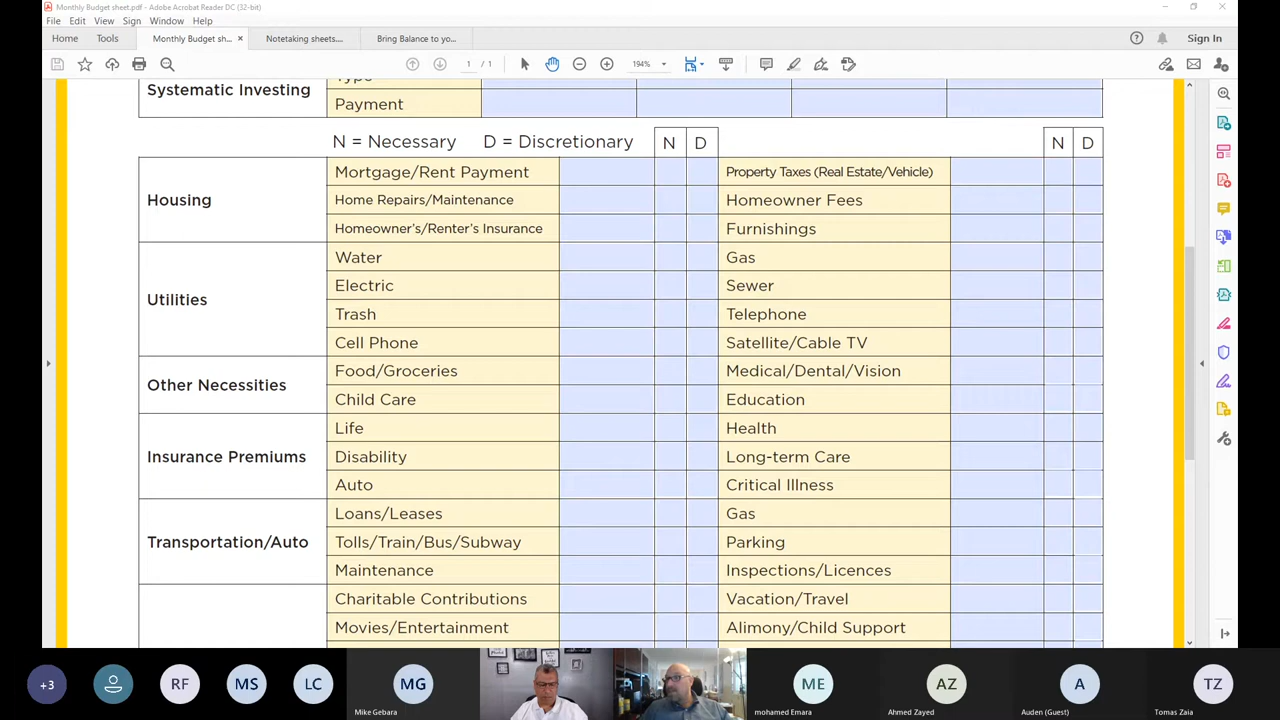 Monthly Budget sheet.pdf - Adobe Acrobat Reader DC (32-bit)
File Edit View Sign Window Help
Home Tools Monthly Budget sh... × Notetaking sheets.... Bring Balance to yo... Sign In
1 / 1 194%
Systematic Investing Type
Payment
N = Necessary D = Discretionary N D N D
Housing
Mortgage/Rent Payment Property Taxes (Real Estate/Vehicle)
Home Repairs/Maintenance Homeowner Fees
Homeowner's/Renter's Insurance Furnishings
Utilities
Water Gas
Electric Sewer
Trash Telephone
Cell Phone Satellite/Cable TV
Other Necessities
Food/Groceries Medical/Dental/Vision
Child Care Education
Insurance Premiums
Life Health
Disability Long-term Care
Auto Critical Illness
Transportation/Auto
Loans/Leases Gas
Tolls/Train/Bus/Subway Parking
Maintenance Inspections/Licences
Charitable Contributions Vacation/Travel
Movies/Entertainment Alimony/Child Support
+3 RF MS LC MG ME AZ A TZ
Mike Gebara mohamed Emara Ahmed Zayed Auden (Guest) Tomas Zaia